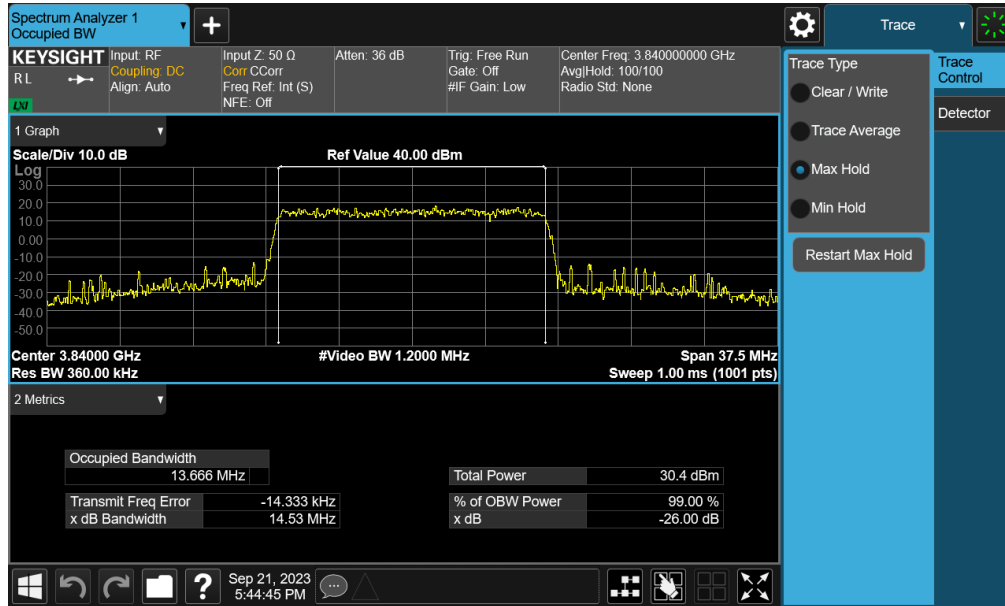 Spectrum Analyzer 1
Occupied BW
+
Trace
KEYSIGHT
R L
LXI
Input: RF
Coupling: DC
Align: Auto
Input Z: 50 Ω
Corr CCorr
Freq Ref: Int (S)
NFE: Off
Atten: 36 dB
Trig: Free Run
Gate: Off
#IF Gain: Low
Center Freq: 3.840000000 GHz
Avg|Hold: 100/100
Radio Std: None
1 Graph
Scale/Div 10.0 dB
Ref Value 40.00 dBm
Log
30.0
20.0
10.0
0.00
-10.0
-20.0
-30.0
-40.0
-50.0
Center 3.84000 GHz
#Video BW 1.2000 MHz
Span 37.5 MHz
Res BW 360.00 kHz
Sweep 1.00 ms (1001 pts)
2 Metrics
Occupied Bandwidth
13.666 MHz
Total Power 30.4 dBm
Transmit Freq Error -14.333 kHz
% of OBW Power 99.00 %
x dB Bandwidth 14.53 MHz
x dB -26.00 dB
Trace Type
Clear / Write
Trace Average
Max Hold
Min Hold
Restart Max Hold
Trace
Control
Detector
?
Sep 21, 2023
5:44:45 PM